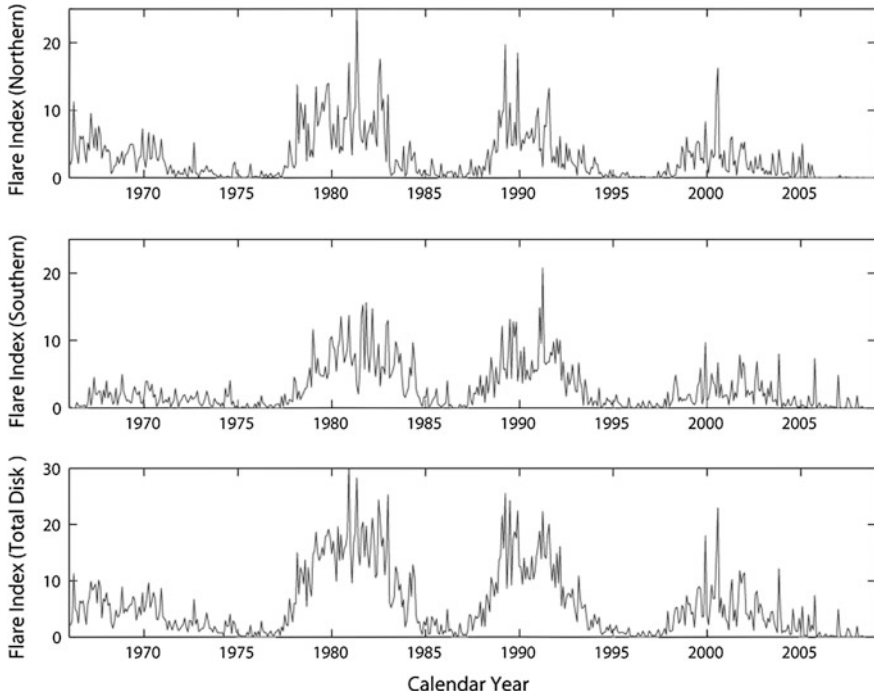 Flare Index (Northern)
20
10
0
1970 1975 1980 1985 1990 1995 2000 2005
Flare Index (Southern)
20
10
0
1970 1975 1980 1985 1990 1995 2000 2005
Flare Index (Total Disk )
30
20
10
0
1970 1975 1980 1985 1990 1995 2000 2005
Calendar Year